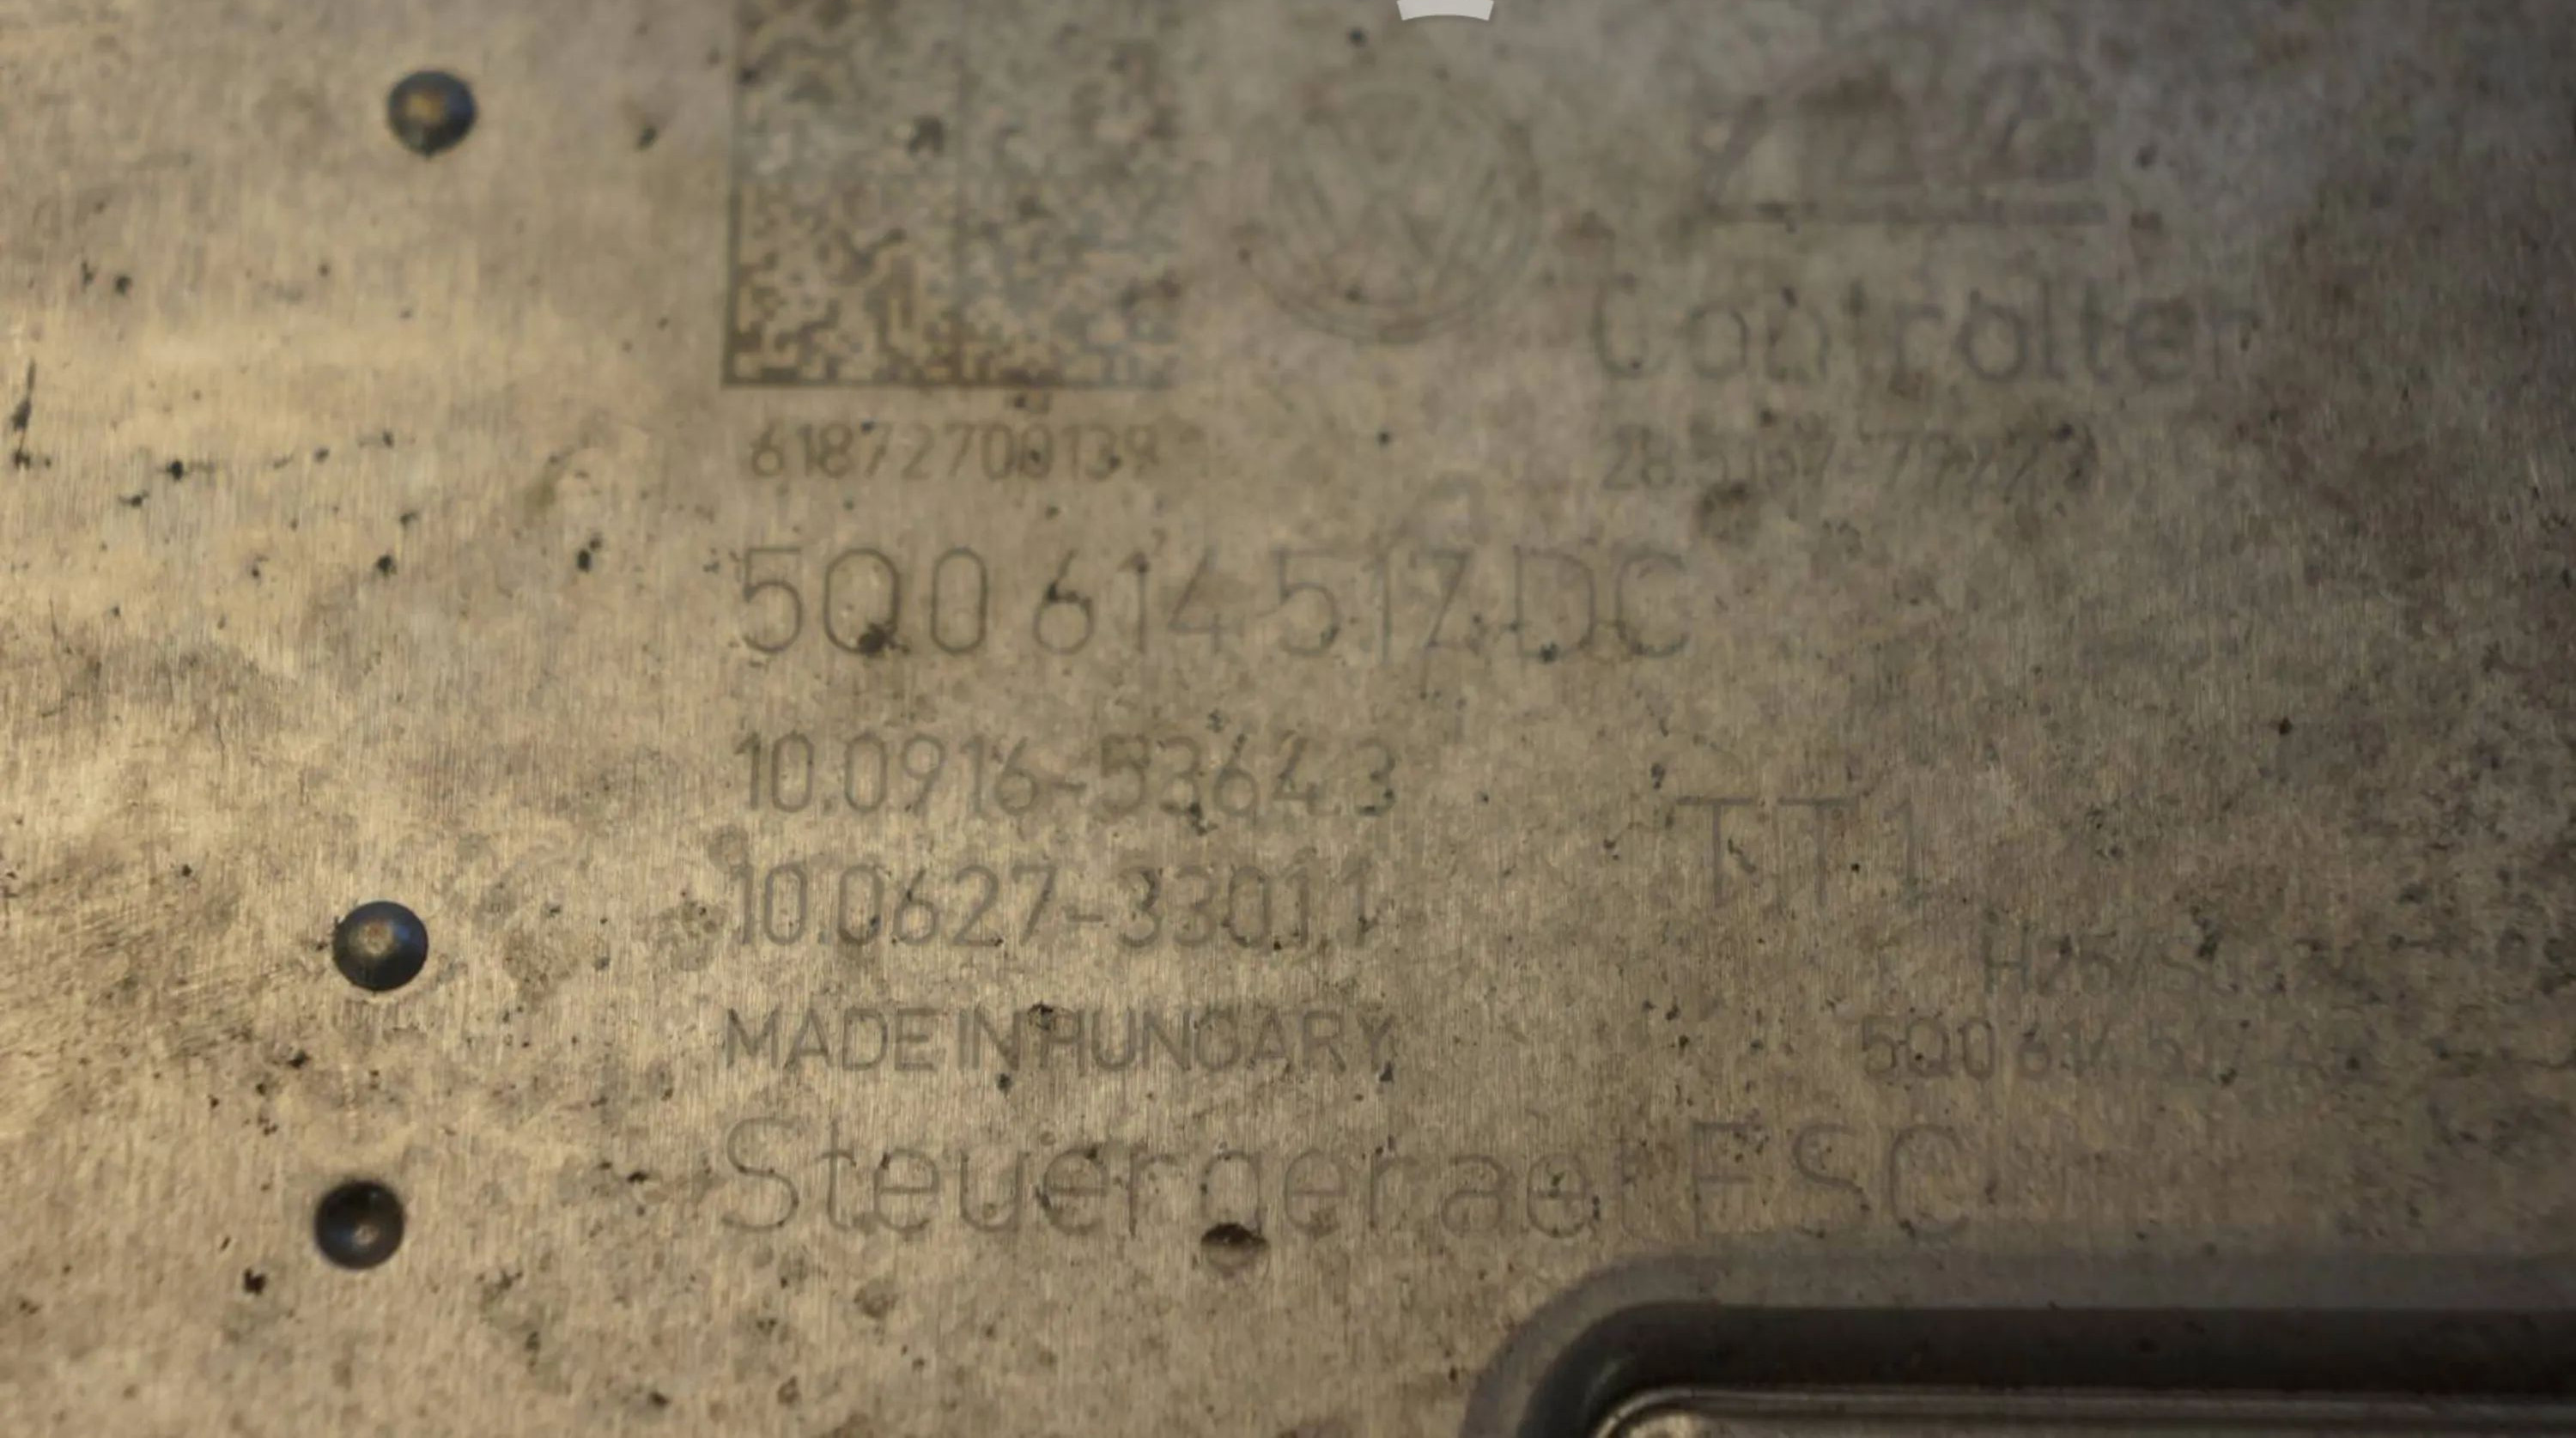 Controller
61872700139
5Q0 614 517 DC
10.0916-5364.3
10.0627-3301.1
TT1
MADE IN HUNGARY
Steuergeraet ESC